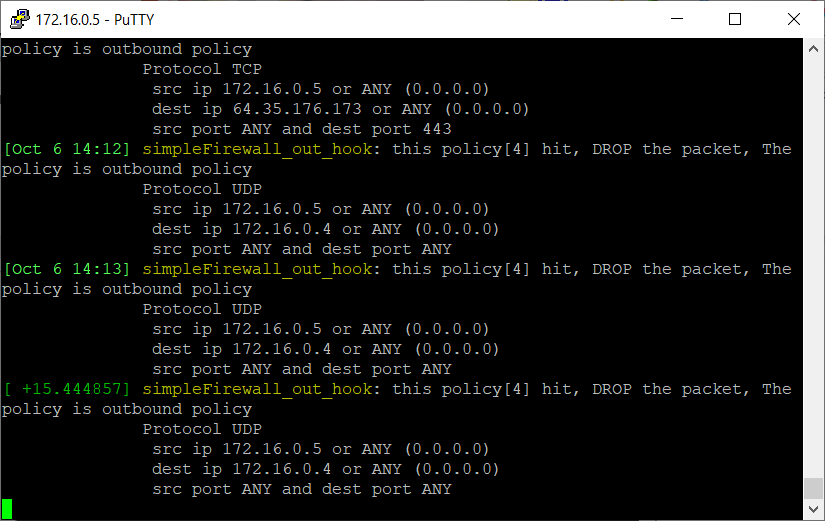 172.16.0.5 - PuTTY
policy is outbound policy
Protocol TCP
src ip 172.16.0.5 or ANY (0.0.0.0)
dest ip 64.35.176.173 or ANY (0.0.0.0)
src port ANY and dest port 443
[Oct 6 14:12] simpleFirewall_out_hook: this policy[4] hit, DROP the packet, The
policy is outbound policy
Protocol UDP
src ip 172.16.0.5 or ANY (0.0.0.0)
dest ip 172.16.0.4 or ANY (0.0.0.0)
src port ANY and dest port ANY
[Oct 6 14:13] simpleFirewall_out_hook: this policy[4] hit, DROP the packet, The
policy is outbound policy
Protocol UDP
src ip 172.16.0.5 or ANY (0.0.0.0)
dest ip 172.16.0.4 or ANY (0.0.0.0)
src port ANY and dest port ANY
[ +15.444857] simpleFirewall_out_hook: this policy[4] hit, DROP the packet, The
policy is outbound policy
Protocol UDP
src ip 172.16.0.5 or ANY (0.0.0.0)
dest ip 172.16.0.4 or ANY (0.0.0.0)
src port ANY and dest port ANY